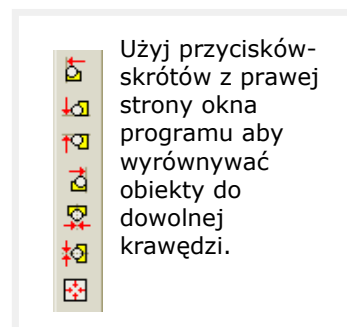 Użyj przycisków-
skrótów z prawej
strony okna
programu aby
wyrównywać
obiekty do
dowolnej
krawędzi.